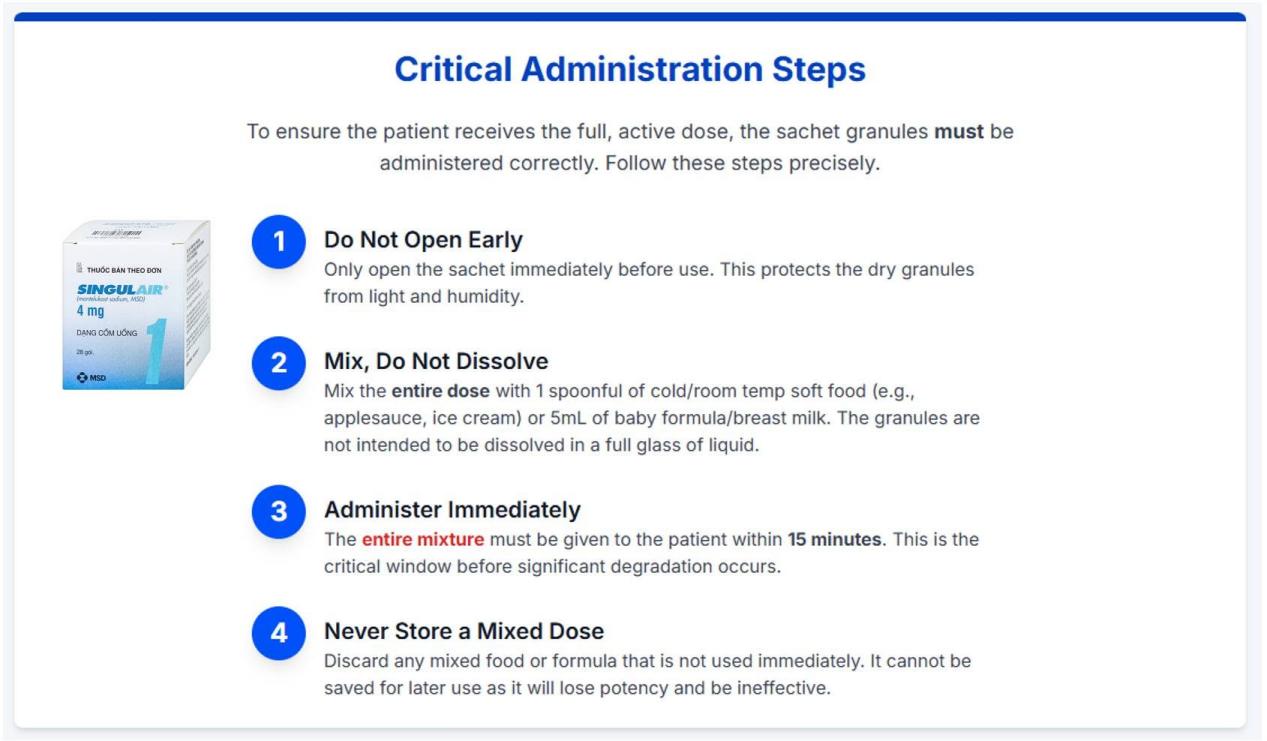 Critical Administration Steps
To ensure the patient receives the full, active dose, the sachet granules must be
administered correctly. Follow these steps precisely.
THUỐC BÁN THEO ĐƠN
SINGULAIR®
(montelukast sodium, MSD)
4 mg
DẠNG CỐM UỐNG
1
28 gói.
MSD
1
Do Not Open Early
Only open the sachet immediately before use. This protects the dry granules
from light and humidity.
2
Mix, Do Not Dissolve
Mix the entire dose with 1 spoonful of cold/room temp soft food (e.g.,
applesauce, ice cream) or 5mL of baby formula/breast milk. The granules are
not intended to be dissolved in a full glass of liquid.
3
Administer Immediately
The entire mixture must be given to the patient within 15 minutes. This is the
critical window before significant degradation occurs.
4
Never Store a Mixed Dose
Discard any mixed food or formula that is not used immediately. It cannot be
saved for later use as it will lose potency and be ineffective.